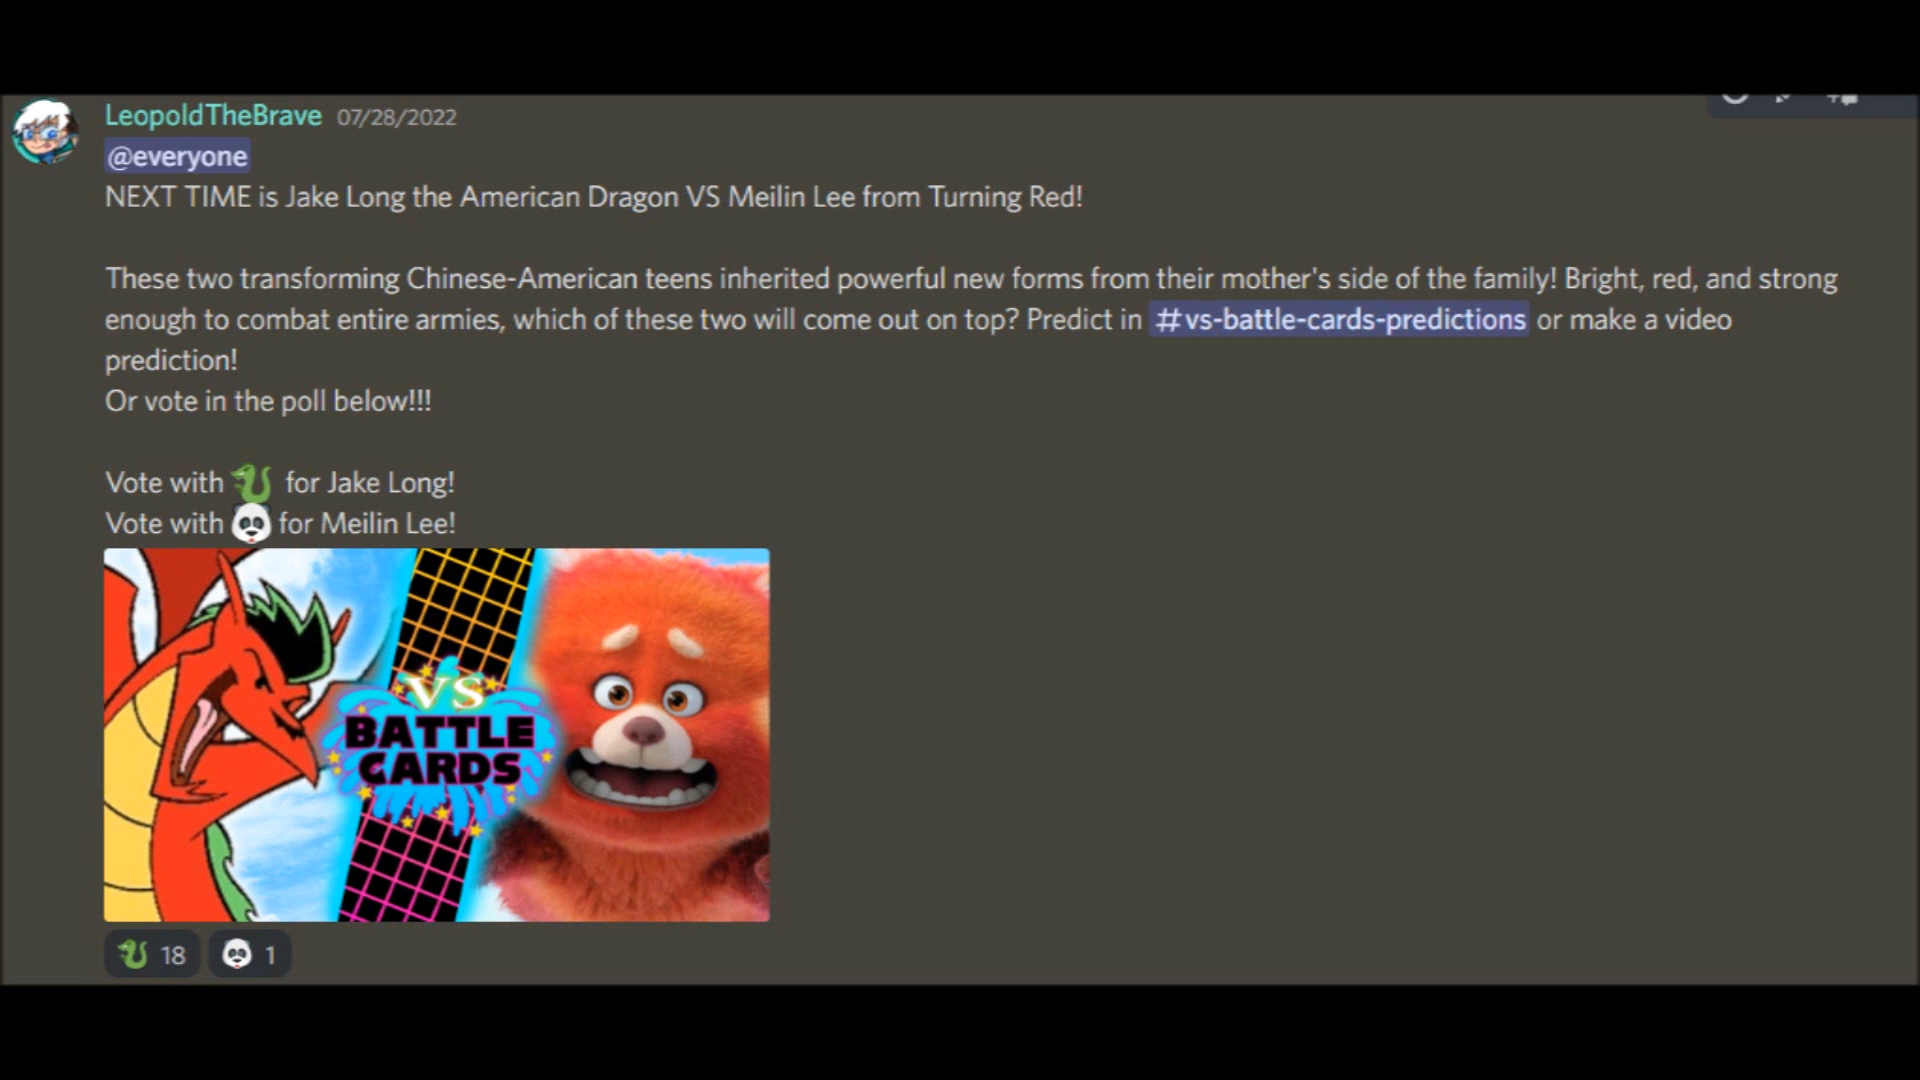 LeopoldTheBrave 07/28/2022
@everyone
NEXT TIME is Jake Long the American Dragon VS Meilin Lee from Turning Red!
These two transforming Chinese-American teens inherited powerful new forms from their mother's side of the family! Bright, red, and strong
enough to combat entire armies, which of these two will come out on top? Predict in #vs-battle-cards-predictions or make a video
prediction!
Or vote in the poll below!!!
Vote with 🐉 for Jake Long!
Vote with 🐼 for Meilin Lee!
VS
BATTLE
CARDS
18 1